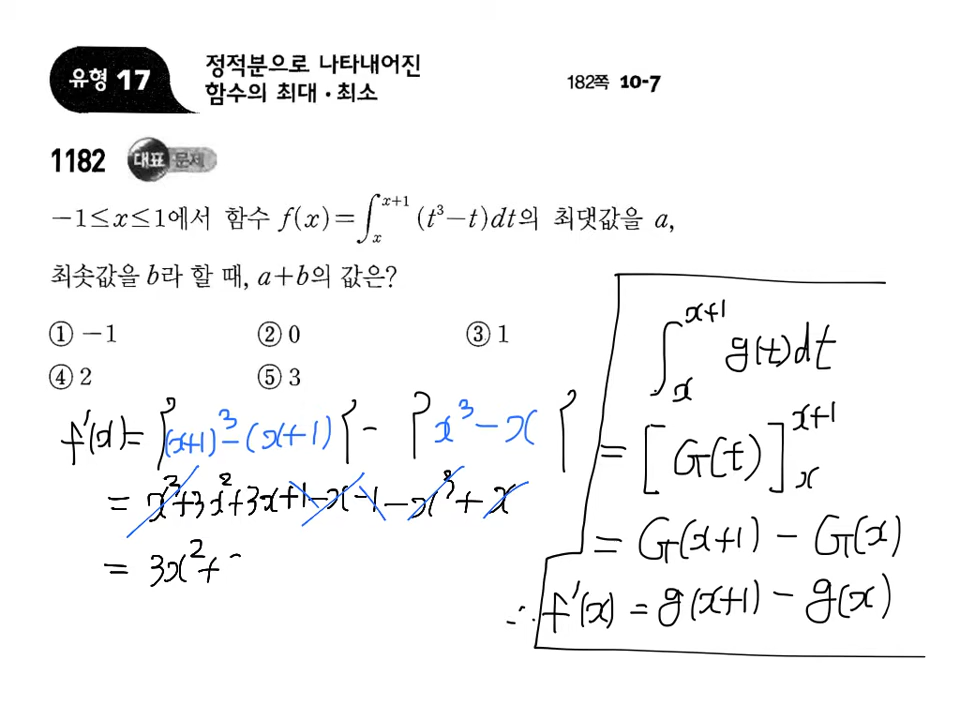 유형 17 정적분으로 나타내어진
함수의 최대·최소 182쪽 10-7
1182 대표 문제
-1≤x≤1에서 함수 f(x)=∫_x^{x+1} (t³-t)dt의 최댓값을 a,
최솟값을 b라 할 때, a+b의 값은?
① -1 ② 0 ③ 1
④ 2 ⑤ 3
f'(x)={(x+1)³-(x+1)}-{x³-x}
= x³+3x²+3x+1-x-1-x³+x
= 3x²+
∫_x^{x+1} g(t)dt
= [G(t)]_x^{x+1}
= G(x+1) - G(x)
∴ f'(x) = g(x+1) - g(x)